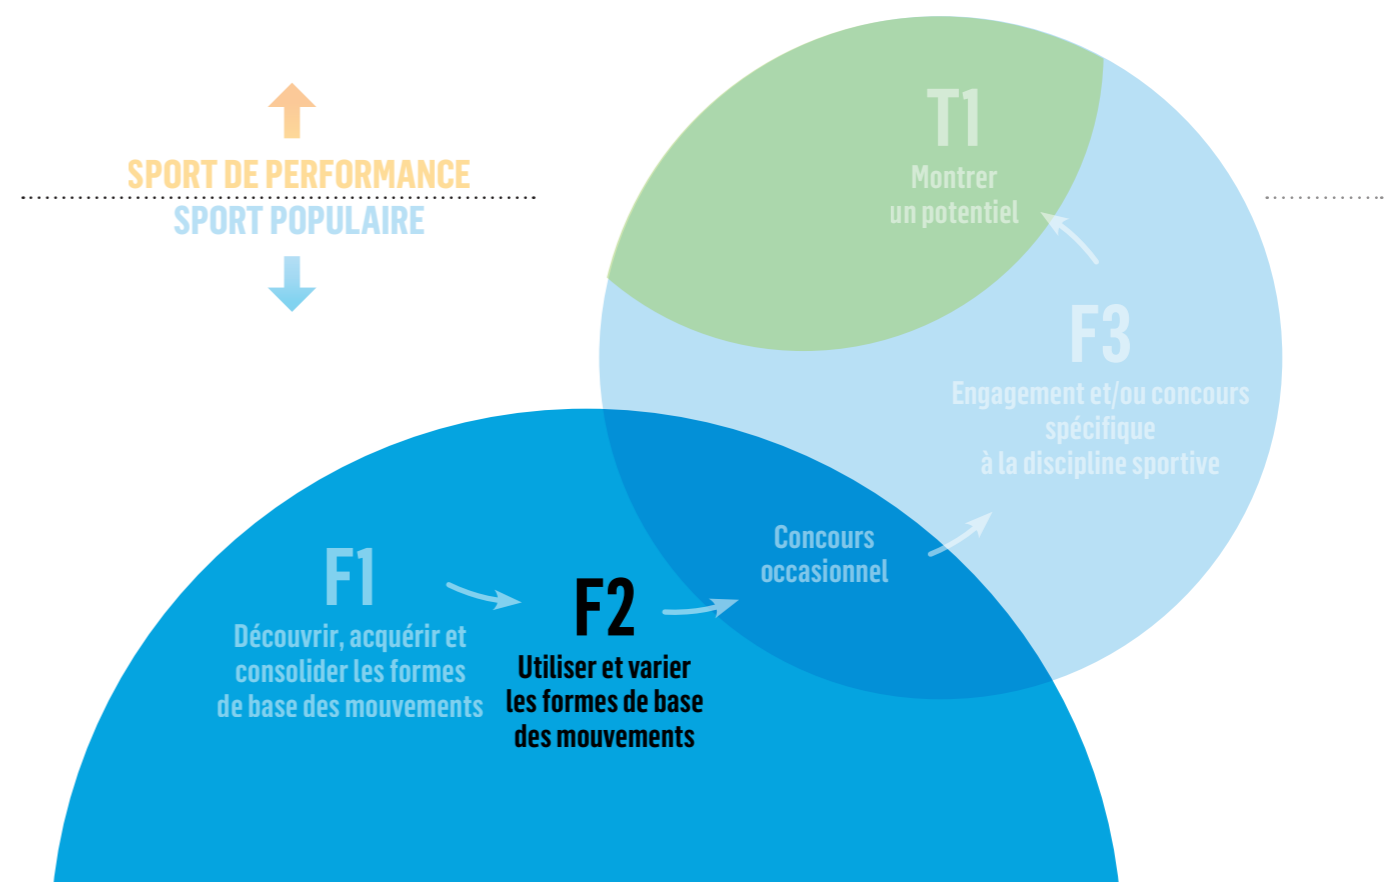 SPORT DE PERFORMANCE
SPORT POPULAIRE
T1
Montrer
un potentiel
F3
Engagement et/ou concours
spécifique
à la discipline sportive
Concours
occasionnel
F1
Découvrir, acquérir et
consolider les formes
de base des mouvements
F2
Utiliser et varier
les formes de base
des mouvements